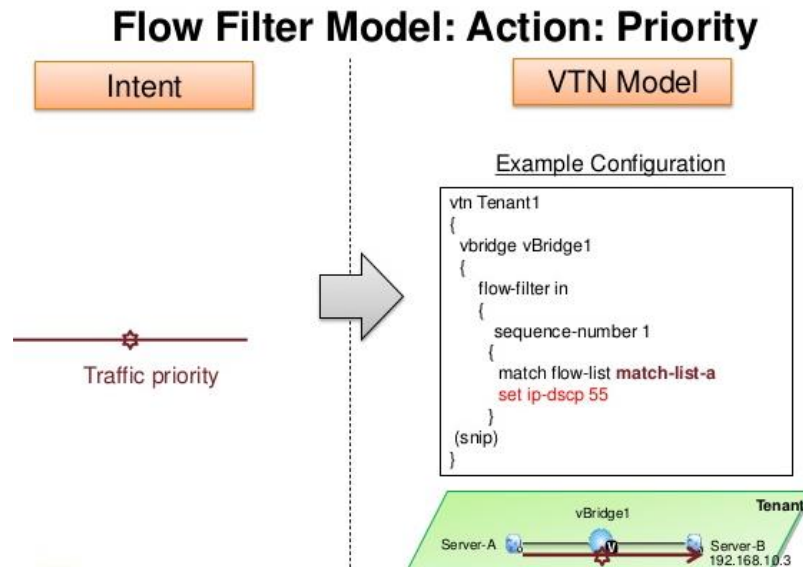 Flow Filter Model: Action: Priority
Intent
VTN Model
Traffic priority
Example Configuration
vtn Tenant1
{
vbridge vBridge1
{
flow-filter in
{
sequence-number 1
{
match flow-list match-list-a
set ip-dscp 55
}
(snip)
}
Tenant
vBridge1
Server-A
V
Server-B
192.168.10.3